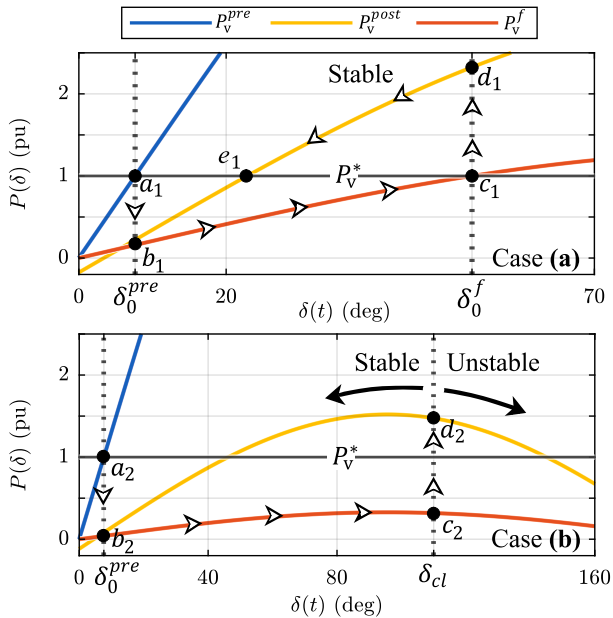 P_v^{pre} P_v^{post} P_v^f
2
1
0
P(δ) (pu)
Stable
d_1
e_1
P_v^*
a_1
c_1
b_1
Case (a)
0 δ_0^{pre} 20 δ_0^f 70
δ(t) (deg)
2
1
0
P(δ) (pu)
Stable Unstable
d_2
P_v^*
a_2
c_2
b_2
Case (b)
0 δ_0^{pre} 40 80 δ_{cl} 160
δ(t) (deg)